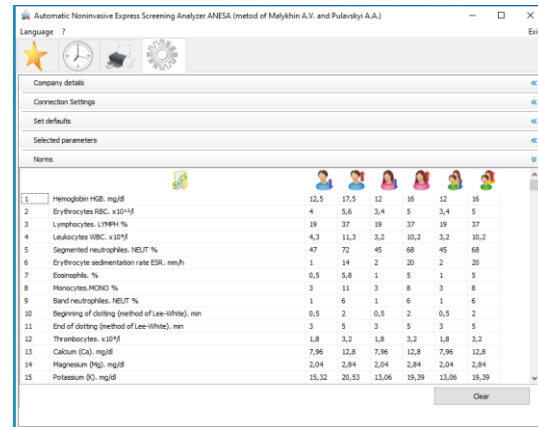 Automatic Noninvasive Express Screening Analyzer ANESA (metod of Malykhin A.V. and Pulavskyi A.A.)
Language ? Exi
Company details
Connection Settings
Set defaults
Selected parameters
Norms
1 Hemoglobin HGB. mg/dl 12,5 17,5 12 16 12 16
2 Erythrocytes RBC. x10¹²/l 4 5,6 3,4 5 3,4 5
3 Lymphocytes. LYMPH % 19 37 19 37 19 37
4 Leukocytes WBC. x10⁹/l 4,3 11,3 3,2 10,2 3,2 10,2
5 Segmented neutrophiles. NEUT % 47 72 45 68 45 68
6 Erythrocyte sedimentation rate ESR. mm/h 1 14 2 20 2 20
7 Eosinophils. % 0,5 5,8 1 5 1 5
8 Monocytes.MONO % 3 11 3 8 3 8
9 Band neutrophiles. NEUT % 1 6 1 6 1 6
10 Beginning of clotting (method of Lee-White). min 0,5 2 0,5 2 0,5 2
11 End of clotting (method of Lee-White). min 3 5 3 5 3 5
12 Thrombocytes. x10⁹/l 1,8 3,2 1,8 3,2 1,8 3,2
13 Calcium (Ca). mg/dl 7,96 12,8 7,96 12,8 7,96 12,8
14 Magnesium (Mg). mg/dl 2,04 2,84 2,04 2,84 2,04 2,84
15 Potassium (K). mg/dl 15,32 20,53 13,06 19,39 13,06 19,39
Clear